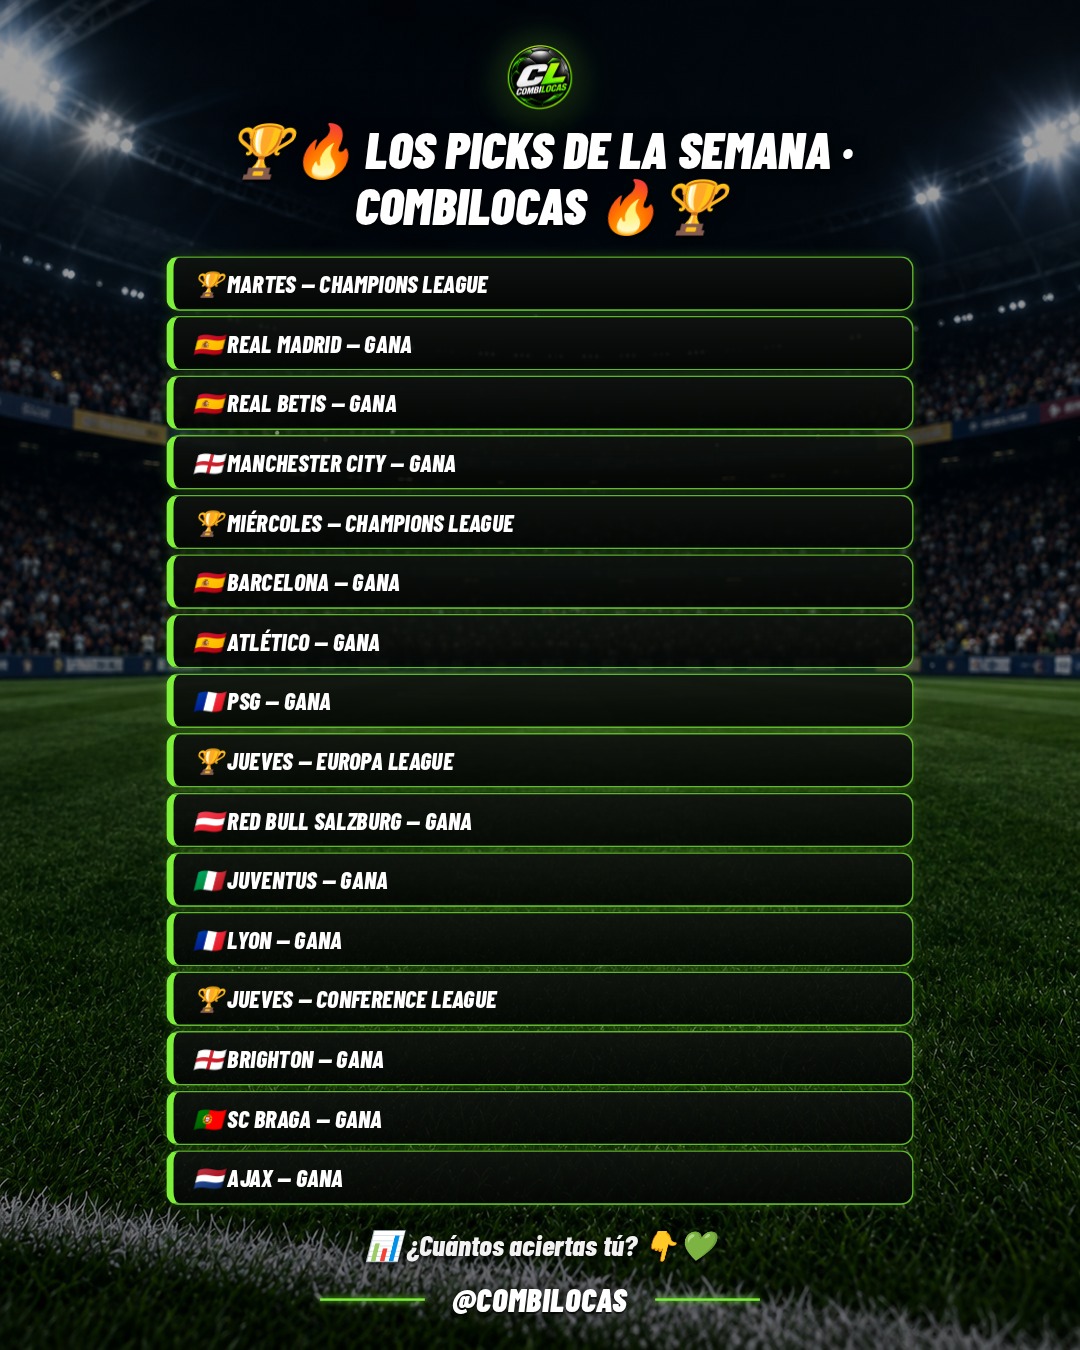 CL
COMBILOCAS
🏆🔥 LOS PICKS DE LA SEMANA ·
COMBILOCAS 🔥🏆
🏆MARTES – CHAMPIONS LEAGUE
🇪🇸REAL MADRID – GANA
🇪🇸REAL BETIS – GANA
🏴󠁧󠁢󠁥󠁮󠁧󠁿MANCHESTER CITY – GANA
🏆MIÉRCOLES – CHAMPIONS LEAGUE
🇪🇸BARCELONA – GANA
🇪🇸ATLÉTICO – GANA
🇫🇷PSG – GANA
🏆JUEVES – EUROPA LEAGUE
🇦🇹RED BULL SALZBURG – GANA
🇮🇹JUVENTUS – GANA
🇫🇷LYON – GANA
🏆JUEVES – CONFERENCE LEAGUE
🏴󠁧󠁢󠁥󠁮󠁧󠁿BRIGHTON – GANA
🇵🇹SC BRAGA – GANA
🇳🇱AJAX – GANA
📊¿Cuántos aciertas tú? 👇💚
@COMBILOCAS